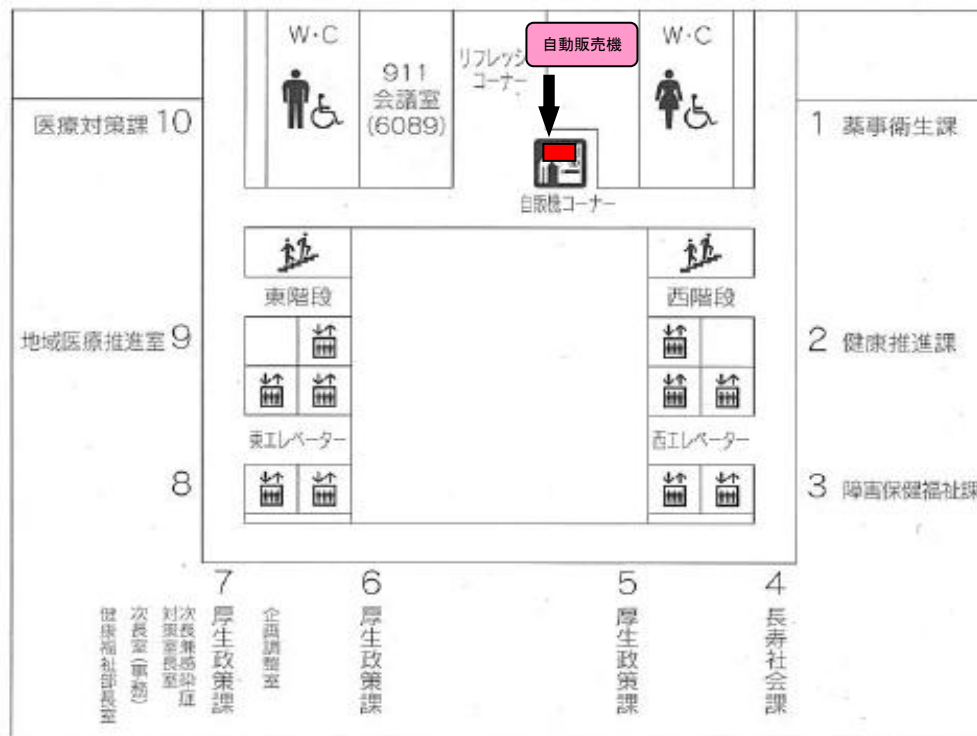 W・C
911
会議室
(6089)
リフレッシ
コーナー
自動販売機
W・C
医療対策課 10
1 薬事衛生課
自販機コーナー
東階段
西階段
地域医療推進室 9
2 健康推進課
東エレベーター
西エレベーター
8
3 障害保健福祉課
7
6
5
4
健康福祉部長室
次長室(事務)
次長兼感染症
対策室長室
厚生政策課
企画調整室
厚生政策課
厚生政策課
長寿社会課